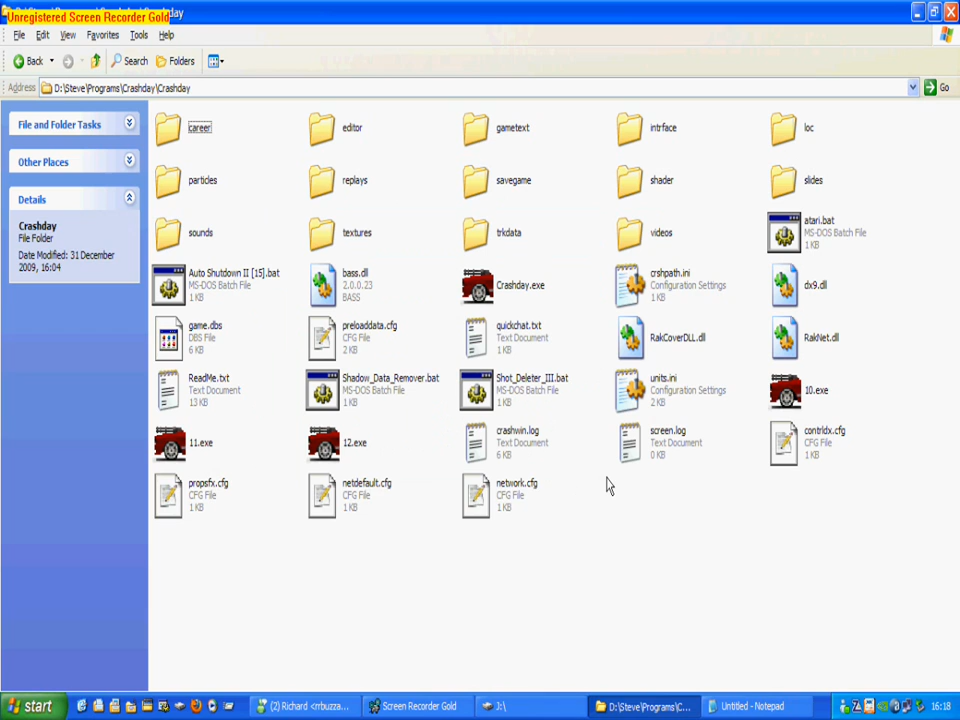 Unregistered Screen Recorder Gold
File Edit View Favorites Tools Help
Back Search Folders
Address D:\Steve\Programs\Crashday\Crashday Go
File and Folder Tasks
Other Places
Details
Crashday
File Folder
Date Modified: 31 December
2009, 16:04
career
editor
gametext
intrface
loc
particles
replays
savegame
shader
slides
sounds
textures
trkdata
videos
atari.bat
MS-DOS Batch File
1 KB
Auto Shutdown II [15].bat
MS-DOS Batch File
1 KB
bass.dll
2.0.0.23
BASS
Crashday.exe
crshpath.ini
Configuration Settings
1 KB
dx9.dll
game.dbs
DBS File
6 KB
preloaddata.cfg
CFG File
2 KB
quickchat.txt
Text Document
1 KB
RakCoverDLL.dll
RakNet.dll
ReadMe.txt
Text Document
13 KB
Shadow_Data_Remover.bat
MS-DOS Batch File
1 KB
Shot_Deleter_III.bat
MS-DOS Batch File
1 KB
units.ini
Configuration Settings
2 KB
10.exe
11.exe
12.exe
crashwin.log
Text Document
6 KB
screen.log
Text Document
0 KB
contrldx.cfg
CFG File
1 KB
propsfx.cfg
CFG File
1 KB
netdefault.cfg
CFG File
1 KB
network.cfg
CFG File
1 KB
start
(2) Richard <rrbuzza...
Screen Recorder Gold
J:\
D:\Steve\Programs\C...
Untitled - Notepad
16:18